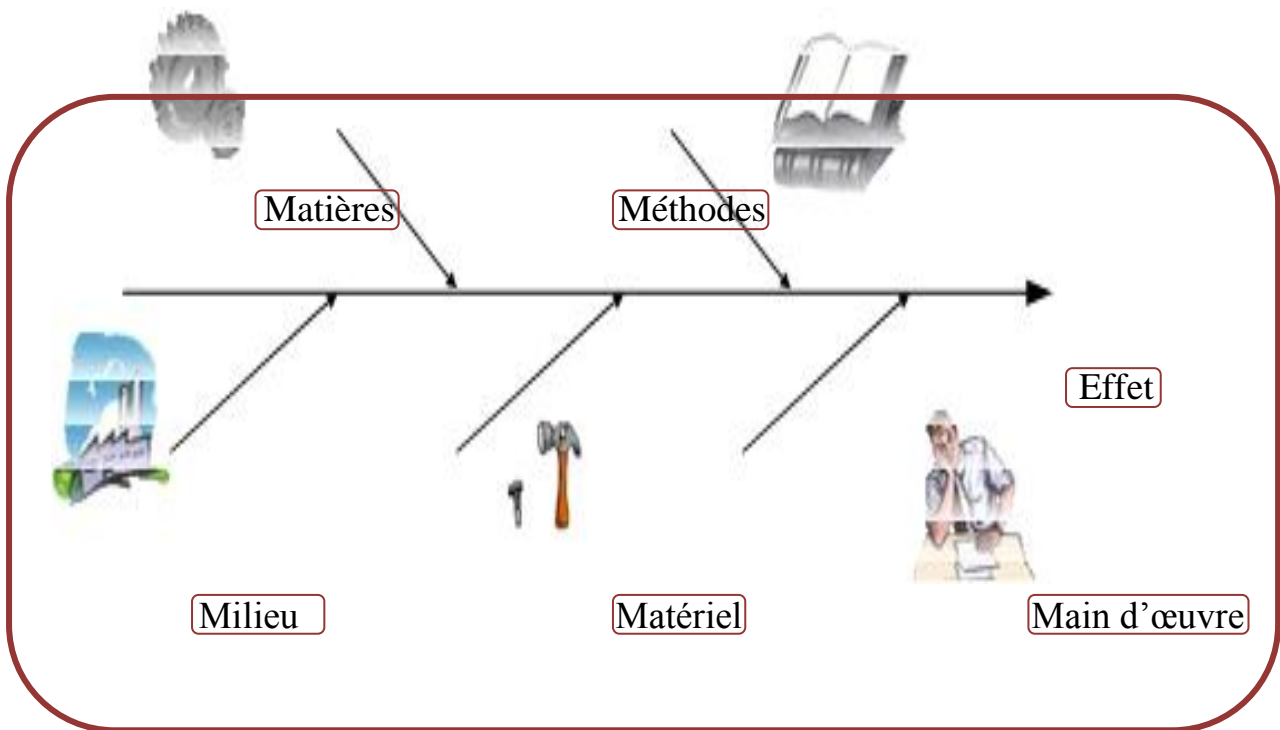 Matières
Méthodes
Effet
Milieu
Matériel
Main d’œuvre